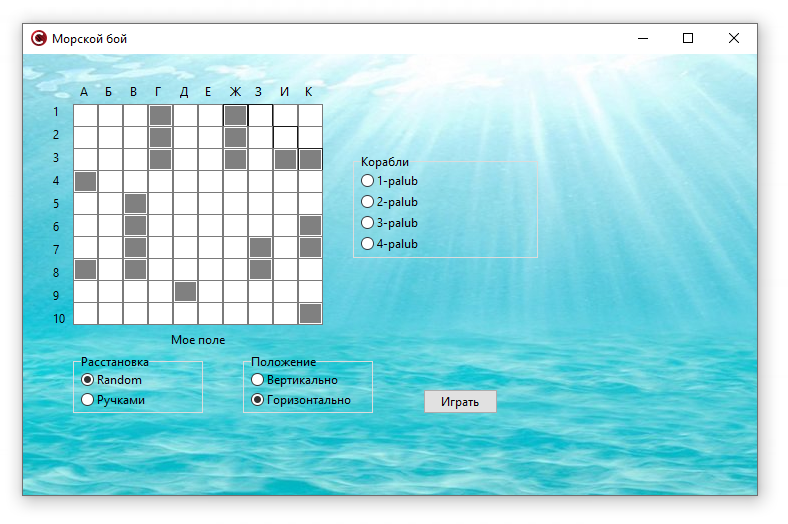 Морской бой
А Б В Г Д Е Ж З И К
1
2
3
Корабли
1-palub
4
2-palub
5
3-palub
6
4-palub
7
8
9
10
Мое поле
Расстановка
Положение
Random
Вертикально
Ручками
Горизонтально
Играть